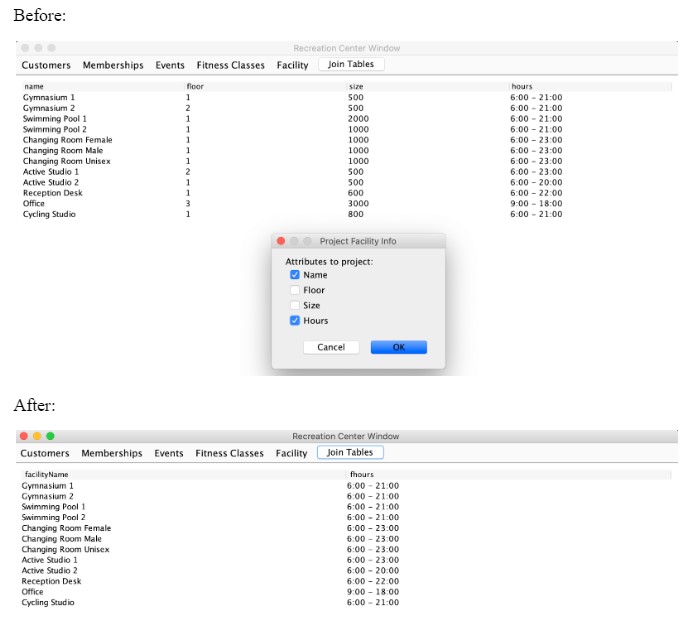 Before:
Recreation Center Window
Customers Memberships Events Fitness Classes Facility Join Tables
name floor size hours
Gymnasium 1 1 500 6:00 - 21:00
Gymnasium 2 2 500 6:00 - 21:00
Swimming Pool 1 1 2000 6:00 - 21:00
Swimming Pool 2 1 1000 6:00 - 21:00
Changing Room Female 1 1000 6:00 - 23:00
Changing Room Male 1 1000 6:00 - 23:00
Changing Room Unisex 1 1000 6:00 - 23:00
Active Studio 1 2 500 6:00 - 23:00
Active Studio 2 1 500 6:00 - 20:00
Reception Desk 1 600 6:00 - 22:00
Office 3 3000 9:00 - 18:00
Cycling Studio 1 800 6:00 - 21:00
Project Facility Info
Attributes to project:
Name
Floor
Size
Hours
Cancel OK
After:
Recreation Center Window
Customers Memberships Events Fitness Classes Facility Join Tables
facilityName fhours
Gymnasium 1 6:00 - 21:00
Gymnasium 2 6:00 - 21:00
Swimming Pool 1 6:00 - 21:00
Swimming Pool 2 6:00 - 21:00
Changing Room Female 6:00 - 23:00
Changing Room Male 6:00 - 23:00
Changing Room Unisex 6:00 - 23:00
Active Studio 1 6:00 - 23:00
Active Studio 2 6:00 - 20:00
Reception Desk 6:00 - 22:00
Office 9:00 - 18:00
Cycling Studio 6:00 - 21:00